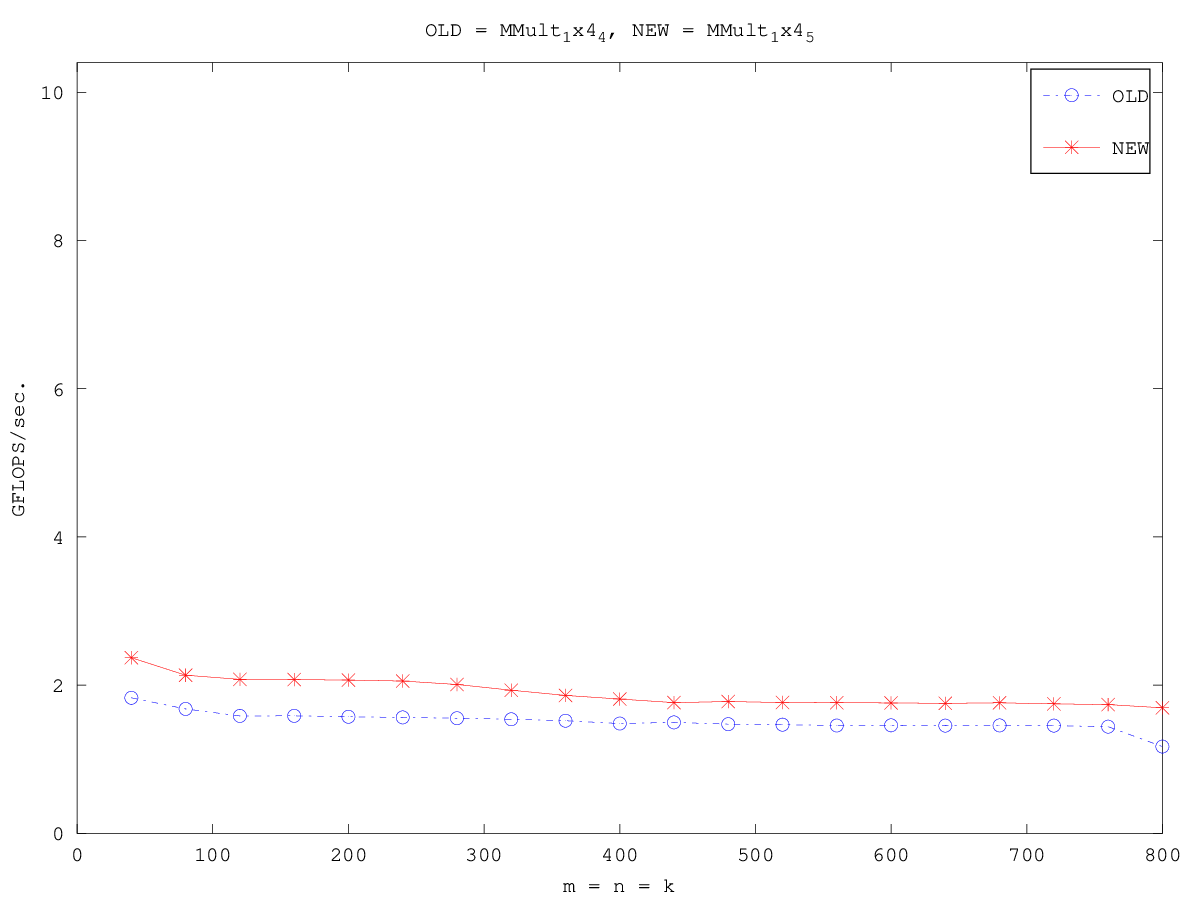 OLD = MMult₁x4₄, NEW = MMult₁x4₅
10
8
6
4
2
0
GFLOPS/sec.
OLD
NEW
0 100 200 300 400 500 600 700 800
m = n = k